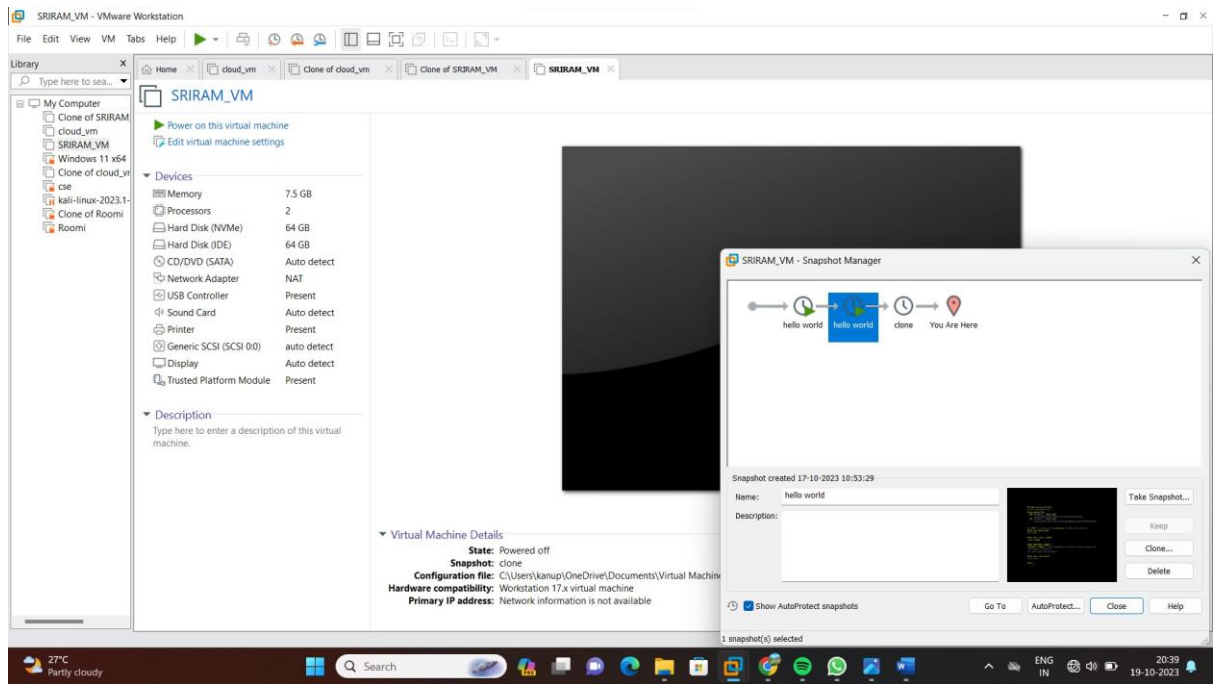 SRIRAM_VM - VMware Workstation
File Edit View VM Tabs Help
Library X
Type here to sea...
My Computer
Clone of SRIRAM
cloud_vm
SRIRAM_VM
Windows 11 x64
Clone of cloud_vr
cse
kali-linux-2023.1-
Clone of Roomi
Roomi
Home cloud_vm Clone of cloud_vm Clone of SRIRAM_VM SRIRAM_VM
SRIRAM_VM
Power on this virtual machine
Edit virtual machine settings
Devices
Memory 7.5 GB
Processors 2
Hard Disk (NVMe) 64 GB
Hard Disk (IDE) 64 GB
CD/DVD (SATA) Auto detect
Network Adapter NAT
USB Controller Present
Sound Card Auto detect
Printer Present
Generic SCSI (SCSI 0:0) auto detect
Display Auto detect
Trusted Platform Module Present
Description
Type here to enter a description of this virtual
machine.
Virtual Machine Details
State: Powered off
Snapshot: clone
Configuration file: C:\Users\kanup\OneDrive\Documents\Virtual Machin
Hardware compatibility: Workstation 17.x virtual machine
Primary IP address: Network information is not available
SRIRAM_VM - Snapshot Manager
hello world hello world clone You Are Here
Snapshot created 17-10-2023 10:53:29
Name: hello world
Description:
Take Snapshot...
Keep
Clone...
Delete
Show AutoProtect snapshots Go To AutoProtect... Close Help
1 snapshot(s) selected
27°C
Partly cloudy
Search
ENG
IN
20:39
19-10-2023